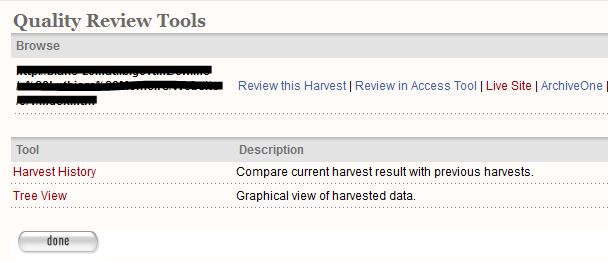 Quality Review Tools
Browse
Review this Harvest | Review in Access Tool | Live Site | ArchiveOne |
Tool Description
Harvest History Compare current harvest result with previous harvests.
Tree View Graphical view of harvested data.
done